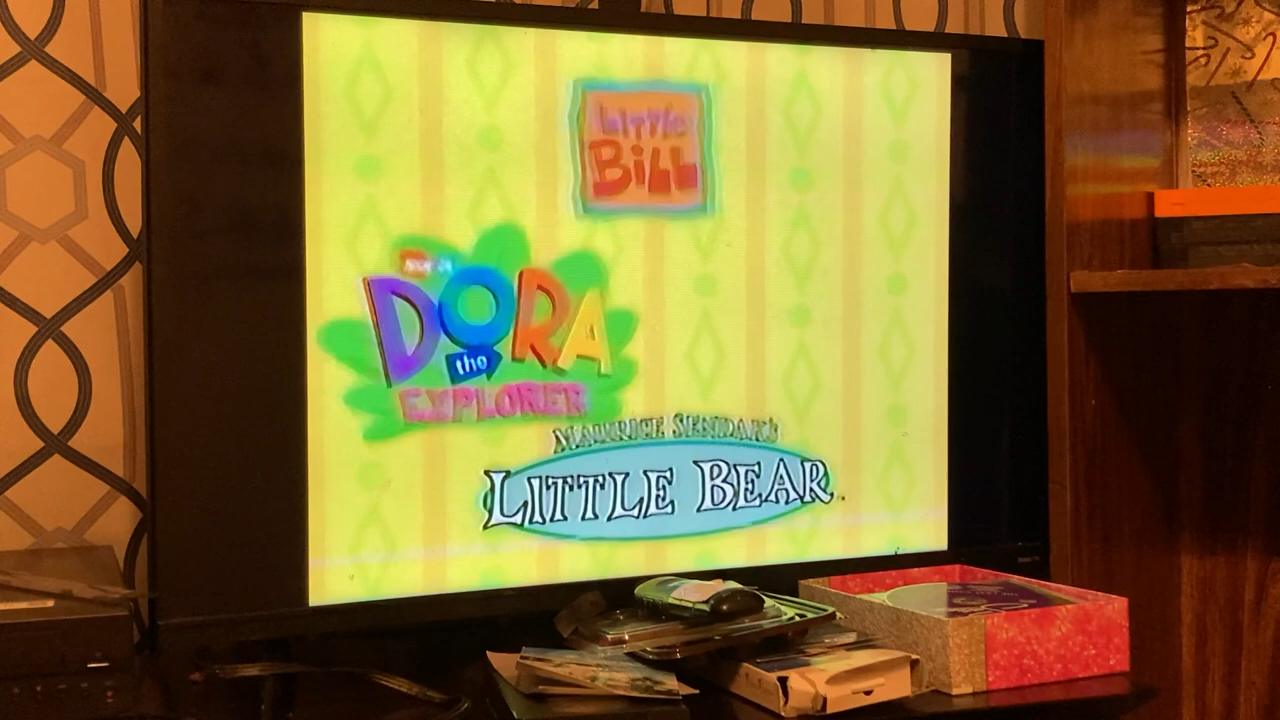 LITTLE
BILL
DORA
the
EXPLORER
MAURICE SENDAK'S
LITTLE BEAR